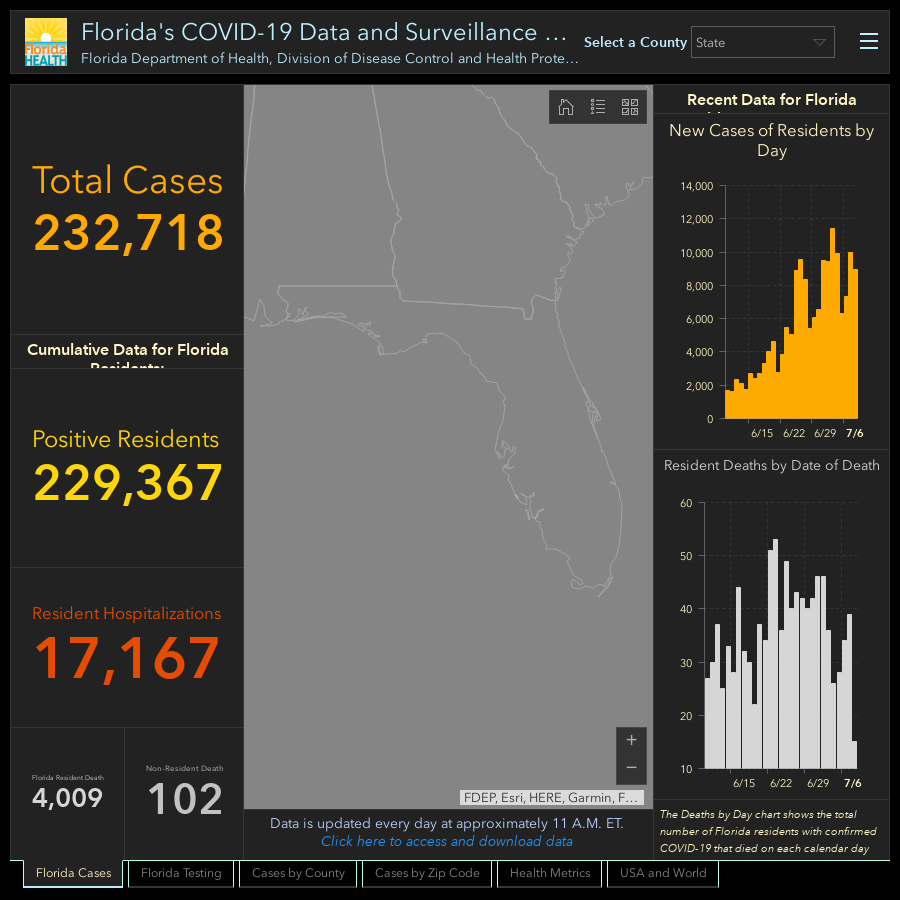 Florida's COVID-19 Data and Surveillance ...
Florida Department of Health, Division of Disease Control and Health Prote...
Select a County
State
Florida
HEALTH
Total Cases
232,718
Cumulative Data for Florida
Residents:
Positive Residents
229,367
Resident Hospitalizations
17,167
Florida Resident Death
4,009
Non-Resident Death
102
+
−
FDEP, Esri, HERE, Garmin, F...
Data is updated every day at approximately 11 A.M. ET.
Click here to access and download data
Recent Data for Florida
New Cases of Residents by
Day
14,000
12,000
10,000
8,000
6,000
4,000
2,000
0
6/15 6/22 6/29 7/6
Resident Deaths by Date of Death
60
50
40
30
20
10
6/15 6/22 6/29 7/6
The Deaths by Day chart shows the total
number of Florida residents with confirmed
COVID-19 that died on each calendar day
Florida Cases
Florida Testing
Cases by County
Cases by Zip Code
Health Metrics
USA and World